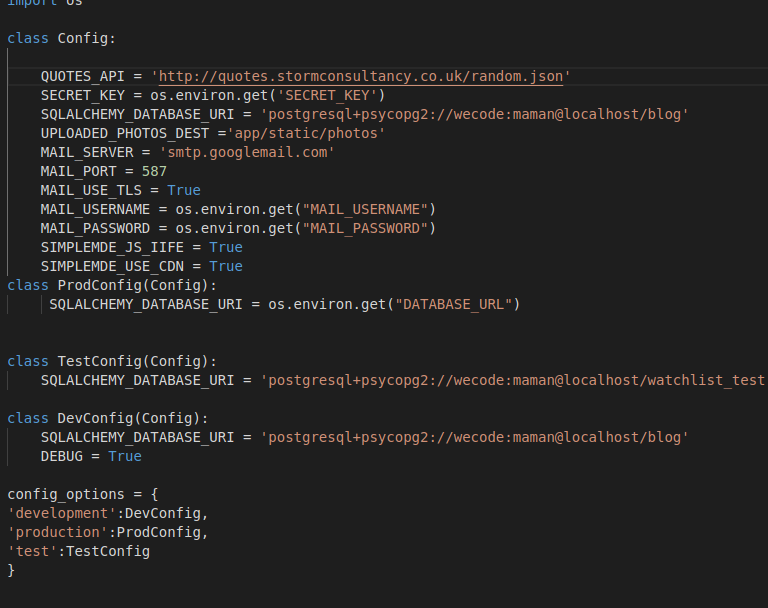 import os
class Config:
QUOTES_API = 'http://quotes.stormconsultancy.co.uk/random.json'
SECRET_KEY = os.environ.get('SECRET_KEY')
SQLALCHEMY_DATABASE_URI = 'postgresql+psycopg2://wecode:maman@localhost/blog'
UPLOADED_PHOTOS_DEST ='app/static/photos'
MAIL_SERVER = 'smtp.googlemail.com'
MAIL_PORT = 587
MAIL_USE_TLS = True
MAIL_USERNAME = os.environ.get("MAIL_USERNAME")
MAIL_PASSWORD = os.environ.get("MAIL_PASSWORD")
SIMPLEMDE_JS_IIFE = True
SIMPLEMDE_USE_CDN = True
class ProdConfig(Config):
SQLALCHEMY_DATABASE_URI = os.environ.get("DATABASE_URL")
class TestConfig(Config):
SQLALCHEMY_DATABASE_URI = 'postgresql+psycopg2://wecode:maman@localhost/watchlist_test
class DevConfig(Config):
SQLALCHEMY_DATABASE_URI = 'postgresql+psycopg2://wecode:maman@localhost/blog'
DEBUG = True
config_options = {
'development':DevConfig,
'production':ProdConfig,
'test':TestConfig
}